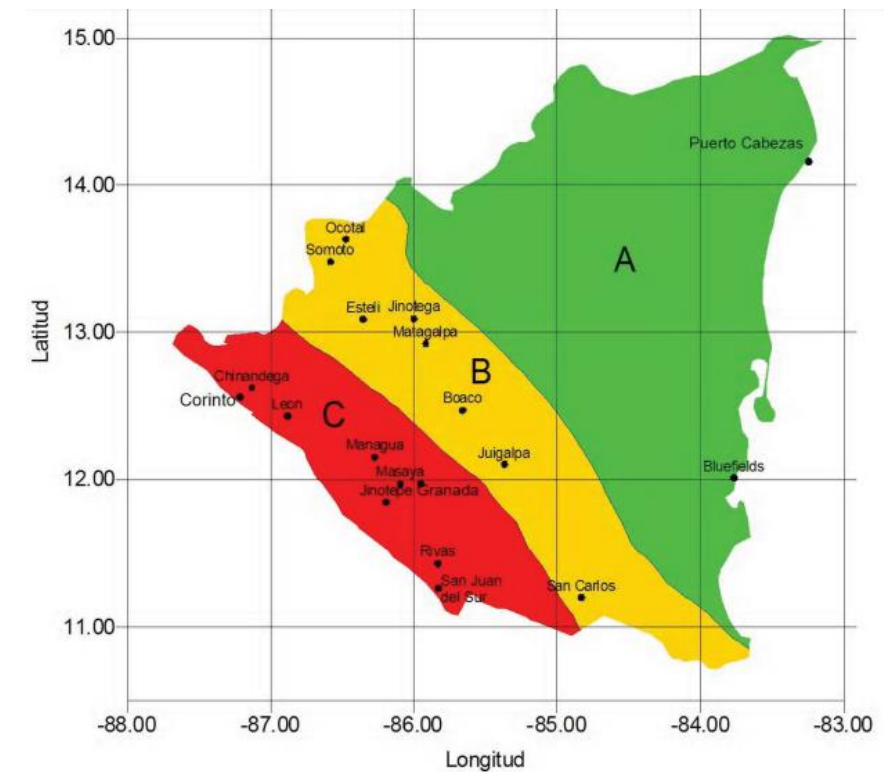 15.00
Puerto Cabezas
14.00
Ocotal
Somoto
A
Esteli Jinotega
13.00
Matagalpa
B
Chinandega
Corinto
Leon
C
Boaco
Managua
Juigalpa
Masaya
Bluefields
12.00
Jinotepe Granada
Rivas
San Juan
del Sur
San Carlos
11.00
Latitud
-88.00 -87.00 -86.00 -85.00 -84.00 -83.00
Longitud